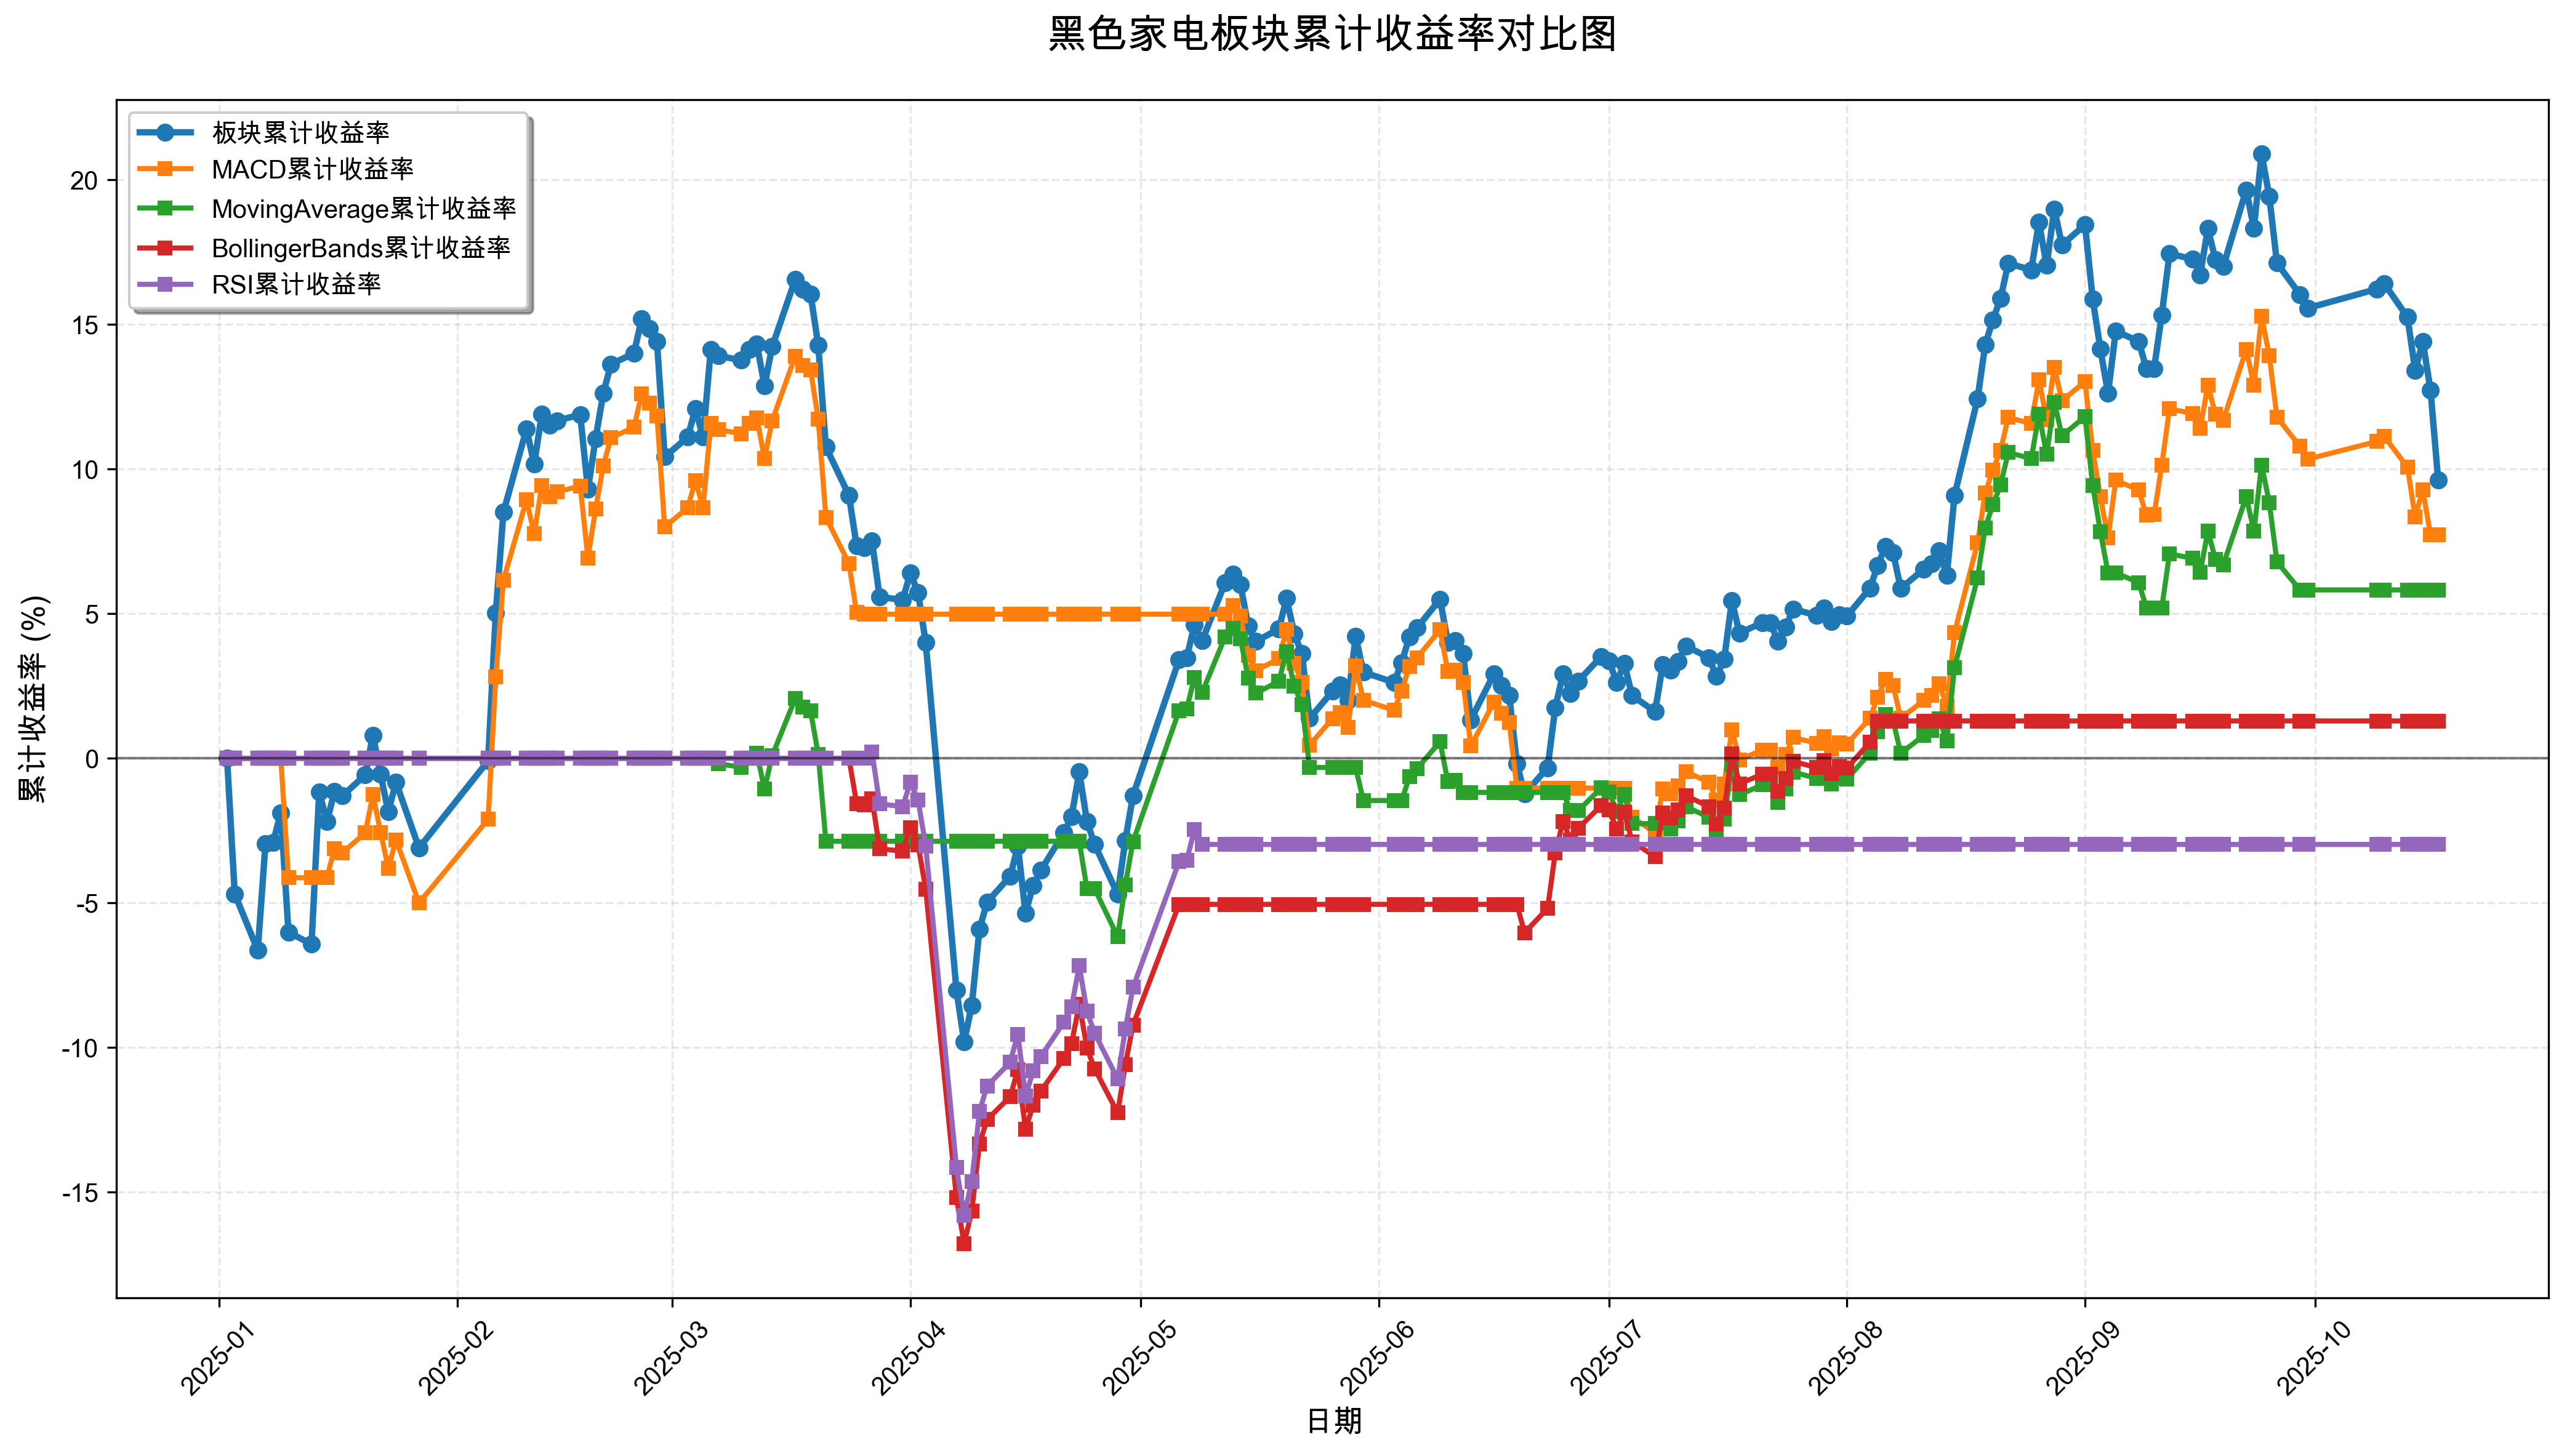 黑色家电板块累计收益率对比图
板块累计收益率
MACD累计收益率
MovingAverage累计收益率
BollingerBands累计收益率
RSI累计收益率
累计收益率 (%)
20
15
10
5
0
-5
-10
-15
2025-01
2025-02
2025-03
2025-04
2025-05
2025-06
2025-07
2025-08
2025-09
2025-10
日期